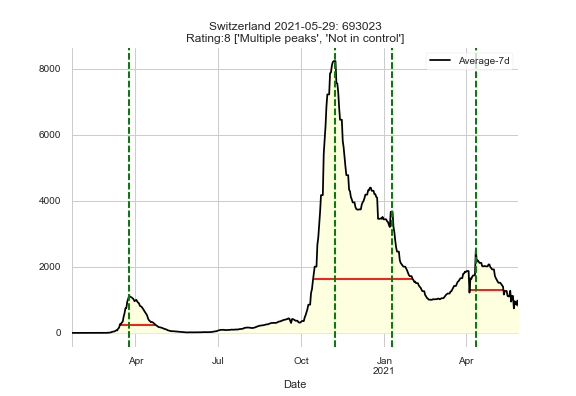 Switzerland 2021-05-29: 693023
Rating:8 ['Multiple peaks', 'Not in control']
Average-7d
8000
6000
4000
2000
0
Apr
Jul
Oct
Jan
2021
Apr
Date